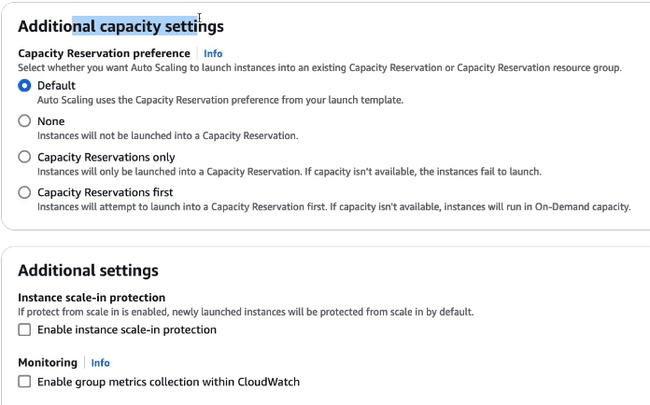 Additional capacity settings
Capacity Reservation preference | Info
Select whether you want Auto Scaling to launch instances into an existing Capacity Reservation or Capacity Reservation resource group.
Default
Auto Scaling uses the Capacity Reservation preference from your launch template.
None
Instances will not be launched into a Capacity Reservation.
Capacity Reservations only
Instances will only be launched into a Capacity Reservation. If capacity isn't available, the instances fail to launch.
Capacity Reservations first
Instances will attempt to launch into a Capacity Reservation first. If capacity isn't available, instances will run in On-Demand capacity.
Additional settings
Instance scale-in protection
If protect from scale in is enabled, newly launched instances will be protected from scale in by default.
Enable instance scale-in protection
Monitoring | Info
Enable group metrics collection within CloudWatch